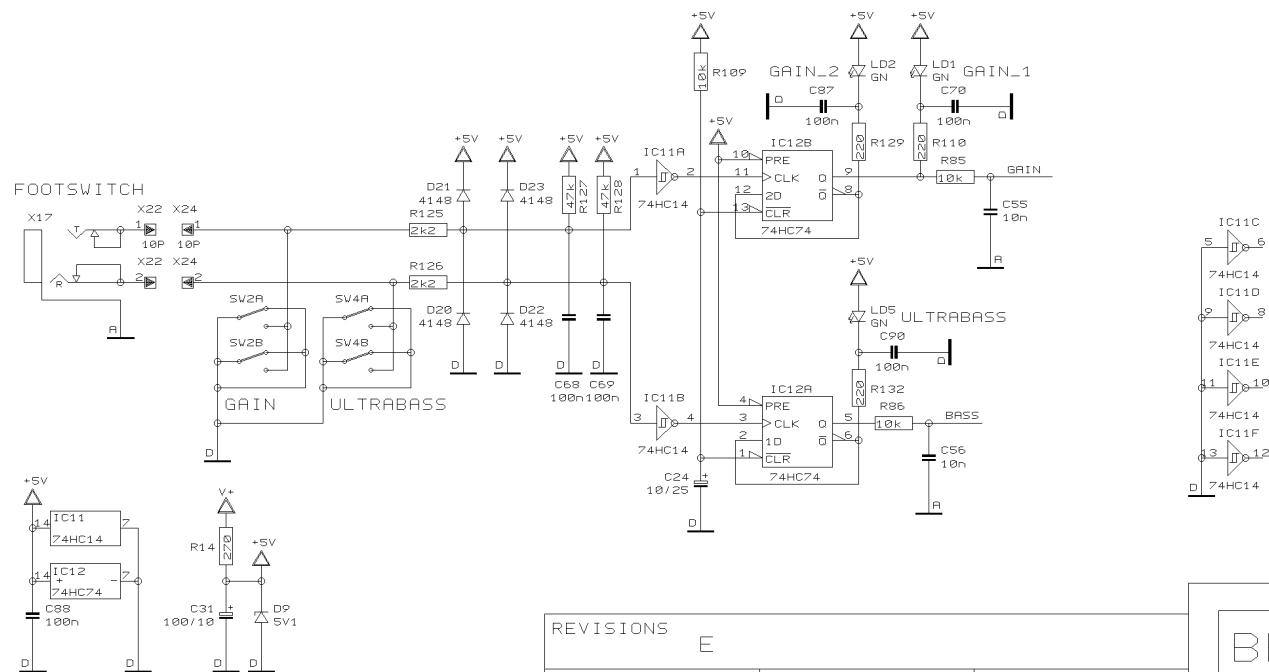 +5V
+5V
+5V
R109
10k
GAIN_2
LD2
GN
LD1
GN
GAIN_1
C87
100n
D
C70
100n
D
+5V
+5V
+5V
+5V
+5V
IC12B
220
R129
220
R110
IC11A
1
2
74HC14
10
PRE
11
CLK
Q
9
12
2D
Q
8
13
CLR
74HC74
R85
10k
GAIN
C55
10n
A
FOOTSWITCH
X17
T
R
X22
X24
1
1
10P
10P
X22
X24
2
2
A
D21
4148
D23
4148
47k
R127
47k
R128
R125
2k2
R126
2k2
SW2A
SW4A
SW2B
SW4B
GAIN
ULTRABASS
D
D20
4148
D22
4148
D
D
D
D
C68
C69
100n
100n
+5V
LD5
GN
ULTRABASS
C90
100n
D
IC12A
220
R132
IC11B
3
4
74HC14
4
PRE
3
CLK
Q
5
2
1D
Q
6
1
CLR
74HC74
R86
10k
BASS
C56
10n
A
C24
10/25
+
D
IC11C
5
6
74HC14
IC11D
9
8
74HC14
IC11E
11
10
74HC14
IC11F
13
12
74HC14
D
+5V
14
IC11
7
74HC14
14
IC12
7
+
-
74HC74
C88
100n
D
D
V+
R14
270
+5V
C31
100/10
+
D9
5V1
D
D
REVISIONS
E
B